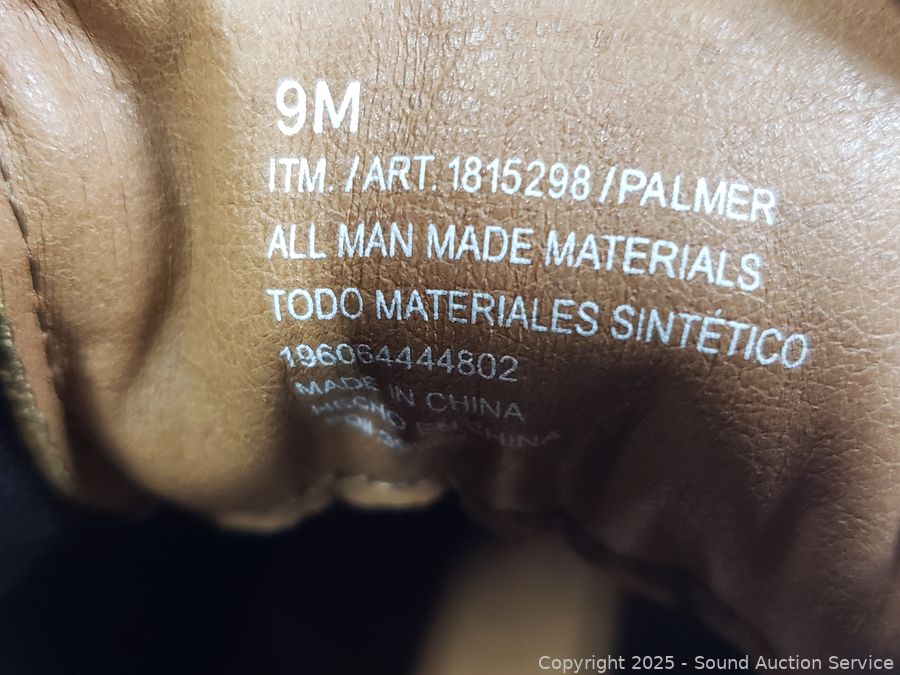 9M
ITM. /ART. 1815298 /PALMER
ALL MAN MADE MATERIALS
TODO MATERIALES SINTÉTICO
196064444802
MADE IN CHINA
HECHO EN CHINA
Copyright © 2025 - Sound Auction Service